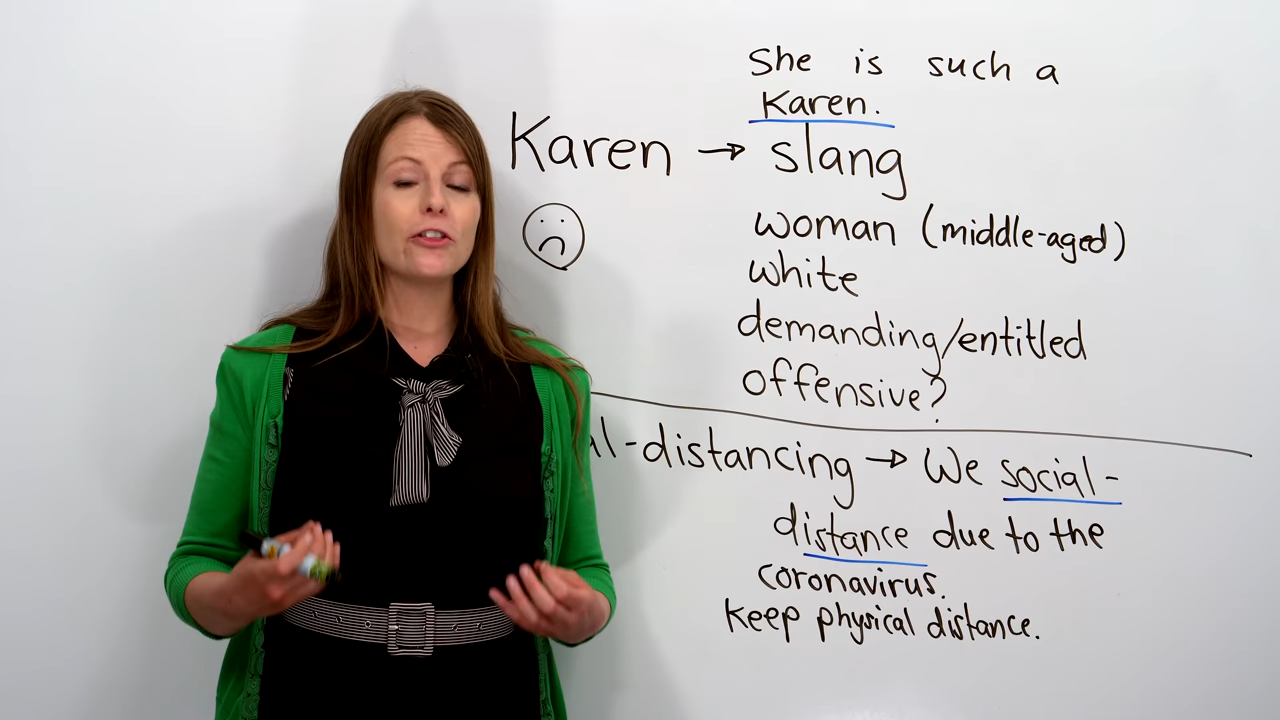 She is such a
Karen.
Karen → slang
woman (middle-aged)
white
demanding/entitled
offensive?
al-distancing → We social-
distance due to the
coronavirus.
keep physical distance.